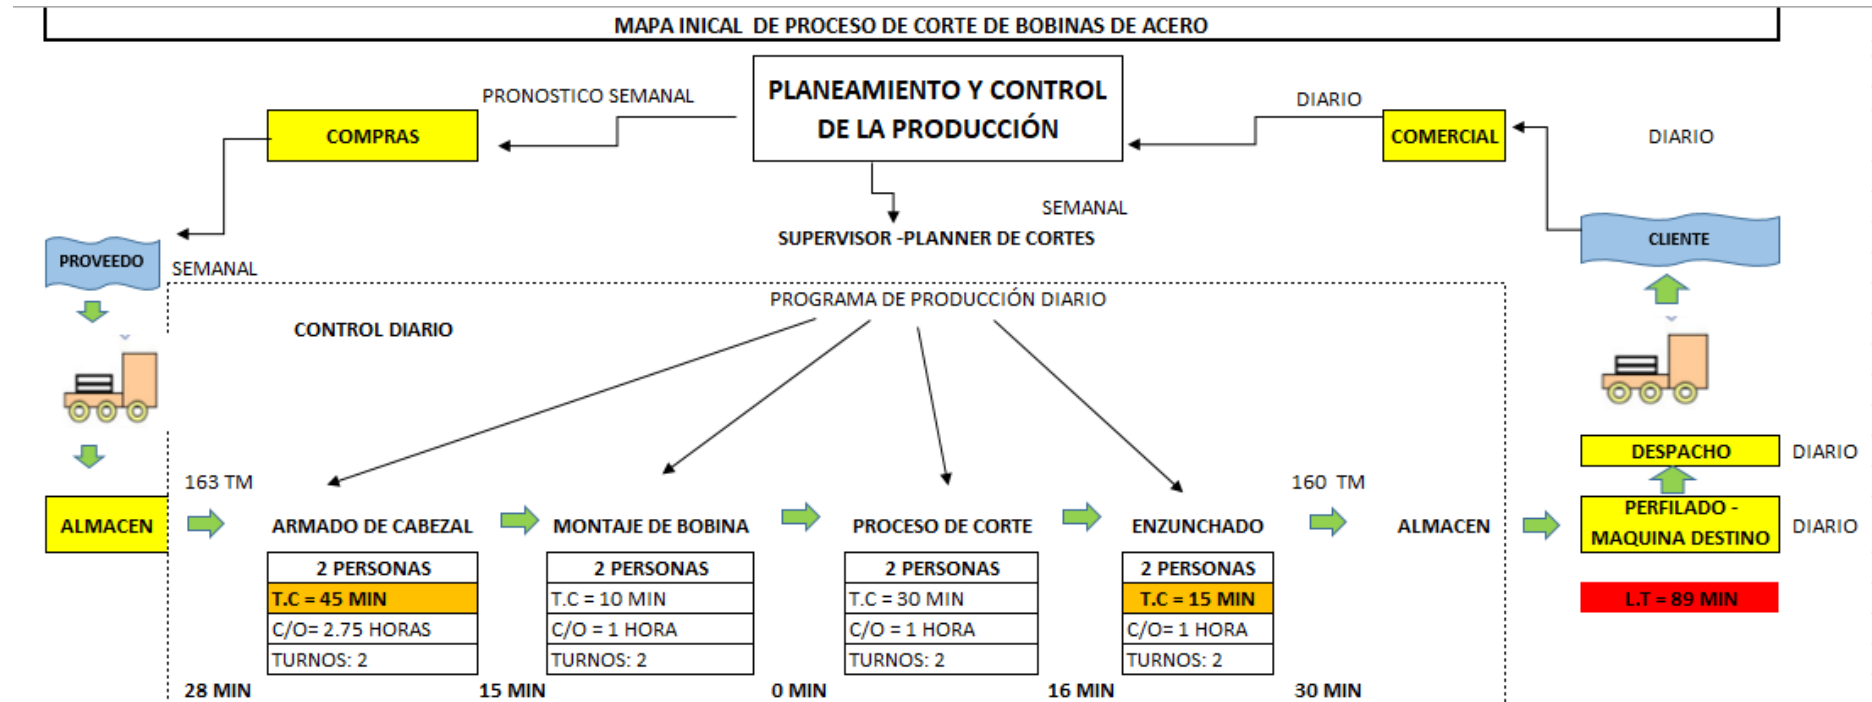 MAPA INICAL DE PROCESO DE CORTE DE BOBINAS DE ACERO
PRONOSTICO SEMANAL
PLANEAMIENTO Y CONTROL
DE LA PRODUCCIÓN
DIARIO
COMPRAS
COMERCIAL
DIARIO
SEMANAL
SUPERVISOR -PLANNER DE CORTES
CLIENTE
PROVEEDO
SEMANAL
PROGRAMA DE PRODUCCIÓN DIARIO
CONTROL DIARIO
DESPACHO
DIARIO
163 TM
160 TM
ALMACEN
ARMADO DE CABEZAL
MONTAJE DE BOBINA
PROCESO DE CORTE
ENZUNCHADO
ALMACEN
PERFILADO -
MAQUINA DESTINO
DIARIO
2 PERSONAS
T.C = 45 MIN
C/O= 2.75 HORAS
TURNOS: 2
2 PERSONAS
T.C = 10 MIN
C/O = 1 HORA
TURNOS: 2
2 PERSONAS
T.C = 30 MIN
C/O = 1 HORA
TURNOS: 2
2 PERSONAS
T.C = 15 MIN
C/O= 1 HORA
TURNOS: 2
L.T = 89 MIN
28 MIN
15 MIN
0 MIN
16 MIN
30 MIN